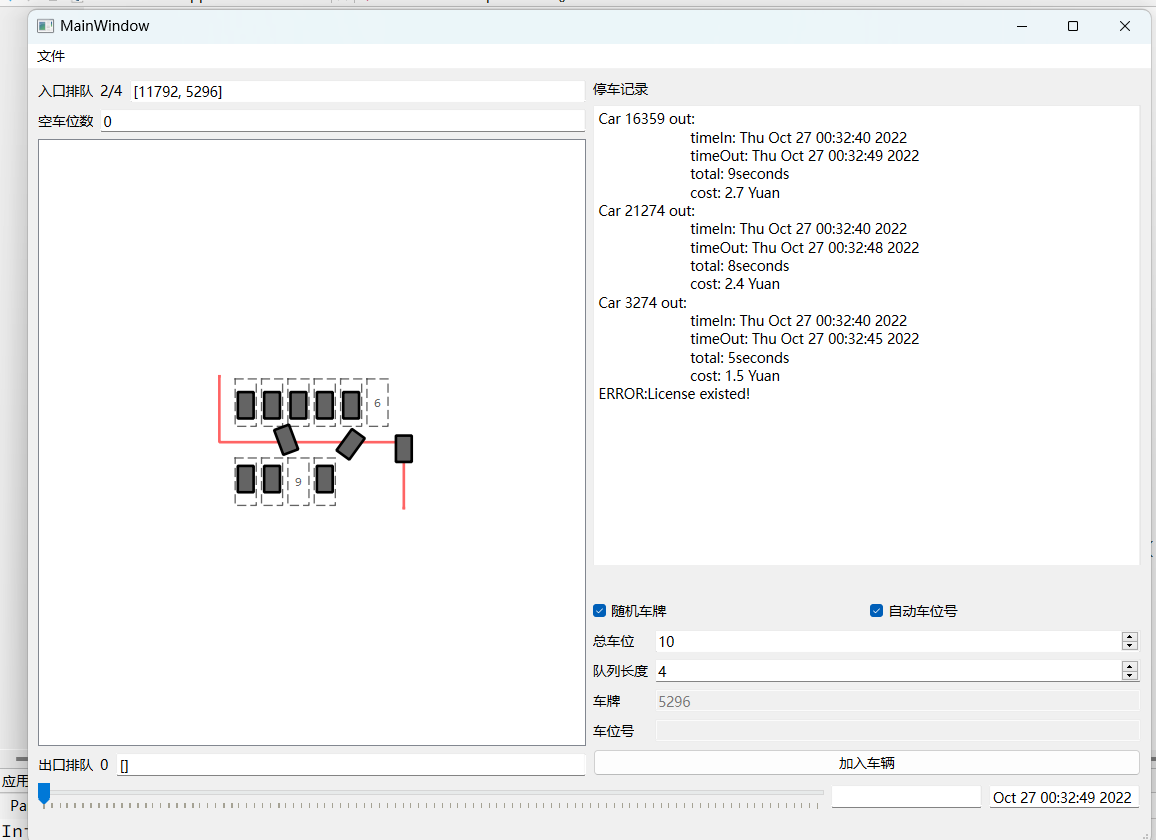 MainWindow
文件
入口排队 2/4 [11792, 5296]
空车位数 0
6
9
出口排队 0 []
停车记录
Car 16359 out:
timeIn: Thu Oct 27 00:32:40 2022
timeOut: Thu Oct 27 00:32:49 2022
total: 9seconds
cost: 2.7 Yuan
Car 21274 out:
timeIn: Thu Oct 27 00:32:40 2022
timeOut: Thu Oct 27 00:32:48 2022
total: 8seconds
cost: 2.4 Yuan
Car 3274 out:
timeIn: Thu Oct 27 00:32:40 2022
timeOut: Thu Oct 27 00:32:45 2022
total: 5seconds
cost: 1.5 Yuan
ERROR:License existed!
随机车牌 自动车位号
总车位 10
队列长度 4
车牌 5296
车位号
加入车辆
Oct 27 00:32:49 2022
应用
Pa